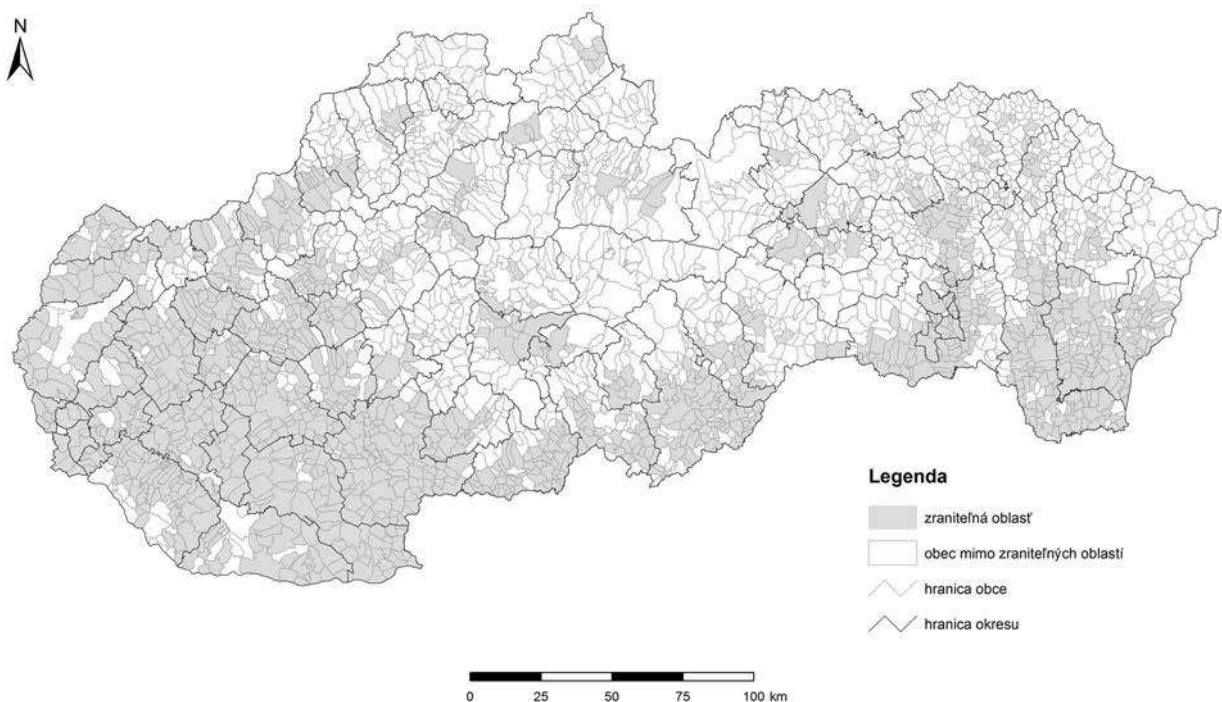 N
Legenda
zraniteľná oblasť
obec mimo zraniteľných oblastí
hranica obce
hranica okresu
0 25 50 75 100 km